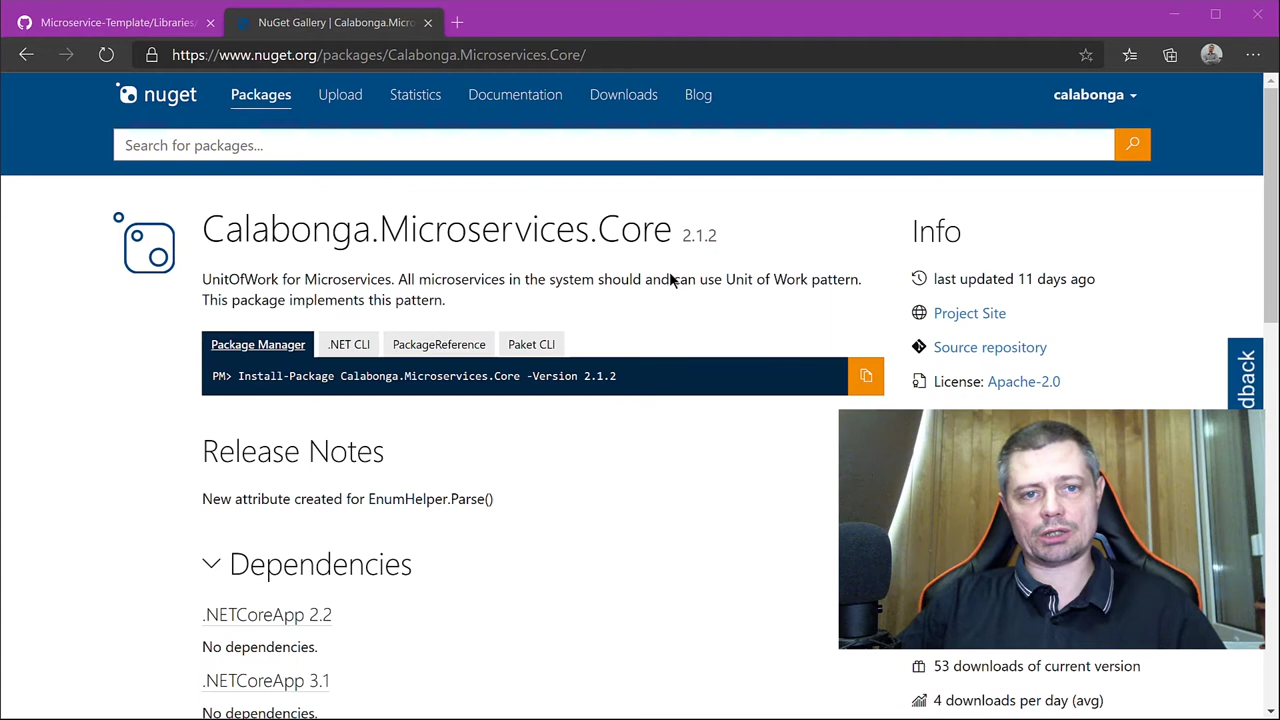 Microservice-Template/Libraries/
NuGet Gallery | Calabonga.Micro
https://www.nuget.org/packages/Calabonga.Microservices.Core/
nuget
Packages
Upload
Statistics
Documentation
Downloads
Blog
calabonga
Search for packages...
Calabonga.Microservices.Core 2.1.2
UnitOfWork for Microservices. All microservices in the system should and can use Unit of Work pattern.
This package implements this pattern.
Package Manager
.NET CLI
PackageReference
Paket CLI
PM> Install-Package Calabonga.Microservices.Core -Version 2.1.2
Release Notes
New attribute created for EnumHelper.Parse()
Dependencies
.NETCoreApp 2.2
No dependencies.
.NETCoreApp 3.1
No dependencies.
Info
last updated 11 days ago
Project Site
Source repository
License: Apache-2.0
dback
53 downloads of current version
4 downloads per day (avg)